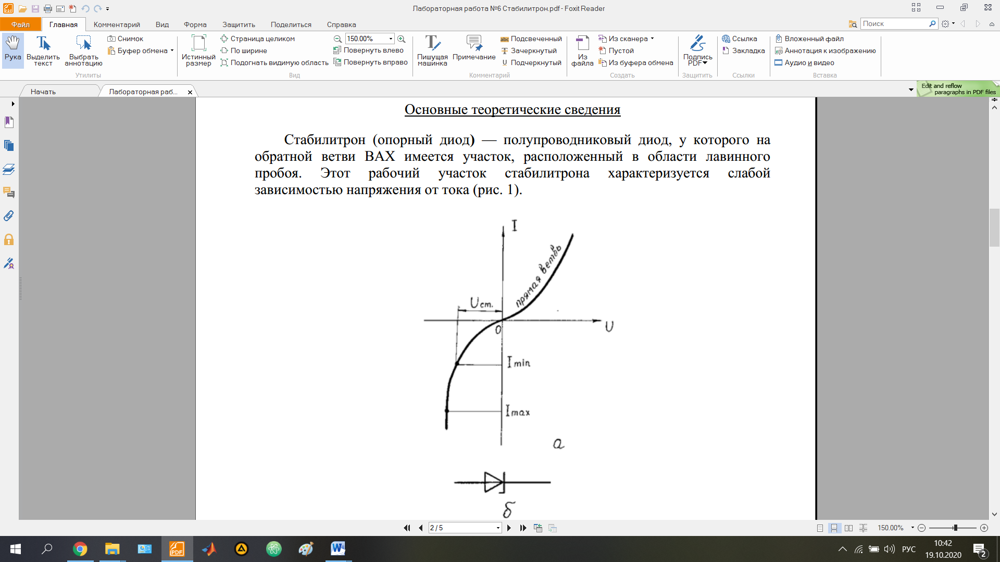 Лабораторная работа №6 Стабилитрон.pdf - Foxit Reader
Файл Главная Комментарий Вид Форма Защитить Поделиться Справка Поиск
Рука
Выделить текст
Выбрать аннотацию
Снимок
Буфер обмена
Утилиты
Истинный размер
Страница целиком
По ширине
Подогнать видимую область
150.00%
Повернуть влево
Повернуть вправо
Вид
Пишущая машинка
Примечание
abc Подсвеченный
Зачеркнутый
Подчеркнутый
Комментарий
Из файла
Из сканера
Пустой
Из буфера обмена
Создать
Подпись PDF
Защитить
Ссылка
Закладка
Ссылки
Вложенный файл
Аннотация к изображению
Аудио и видео
Вставка
Начать
Лабораторная раб...
Edit and reflow
paragraphs in PDF files
Основные теоретические сведения
Стабилитрон (опорный диод) — полупроводниковый диод, у которого на
обратной ветви ВАХ имеется участок, расположенный в области лавинного
пробоя. Этот рабочий участок стабилитрона характеризуется слабой
зависимостью напряжения от тока (рис. 1).
I
прямая ветвь
Uст.
0
U
I min
I max
а
б
2 / 5
150.00%
PDF
РУС
10:42
19.10.2020
2